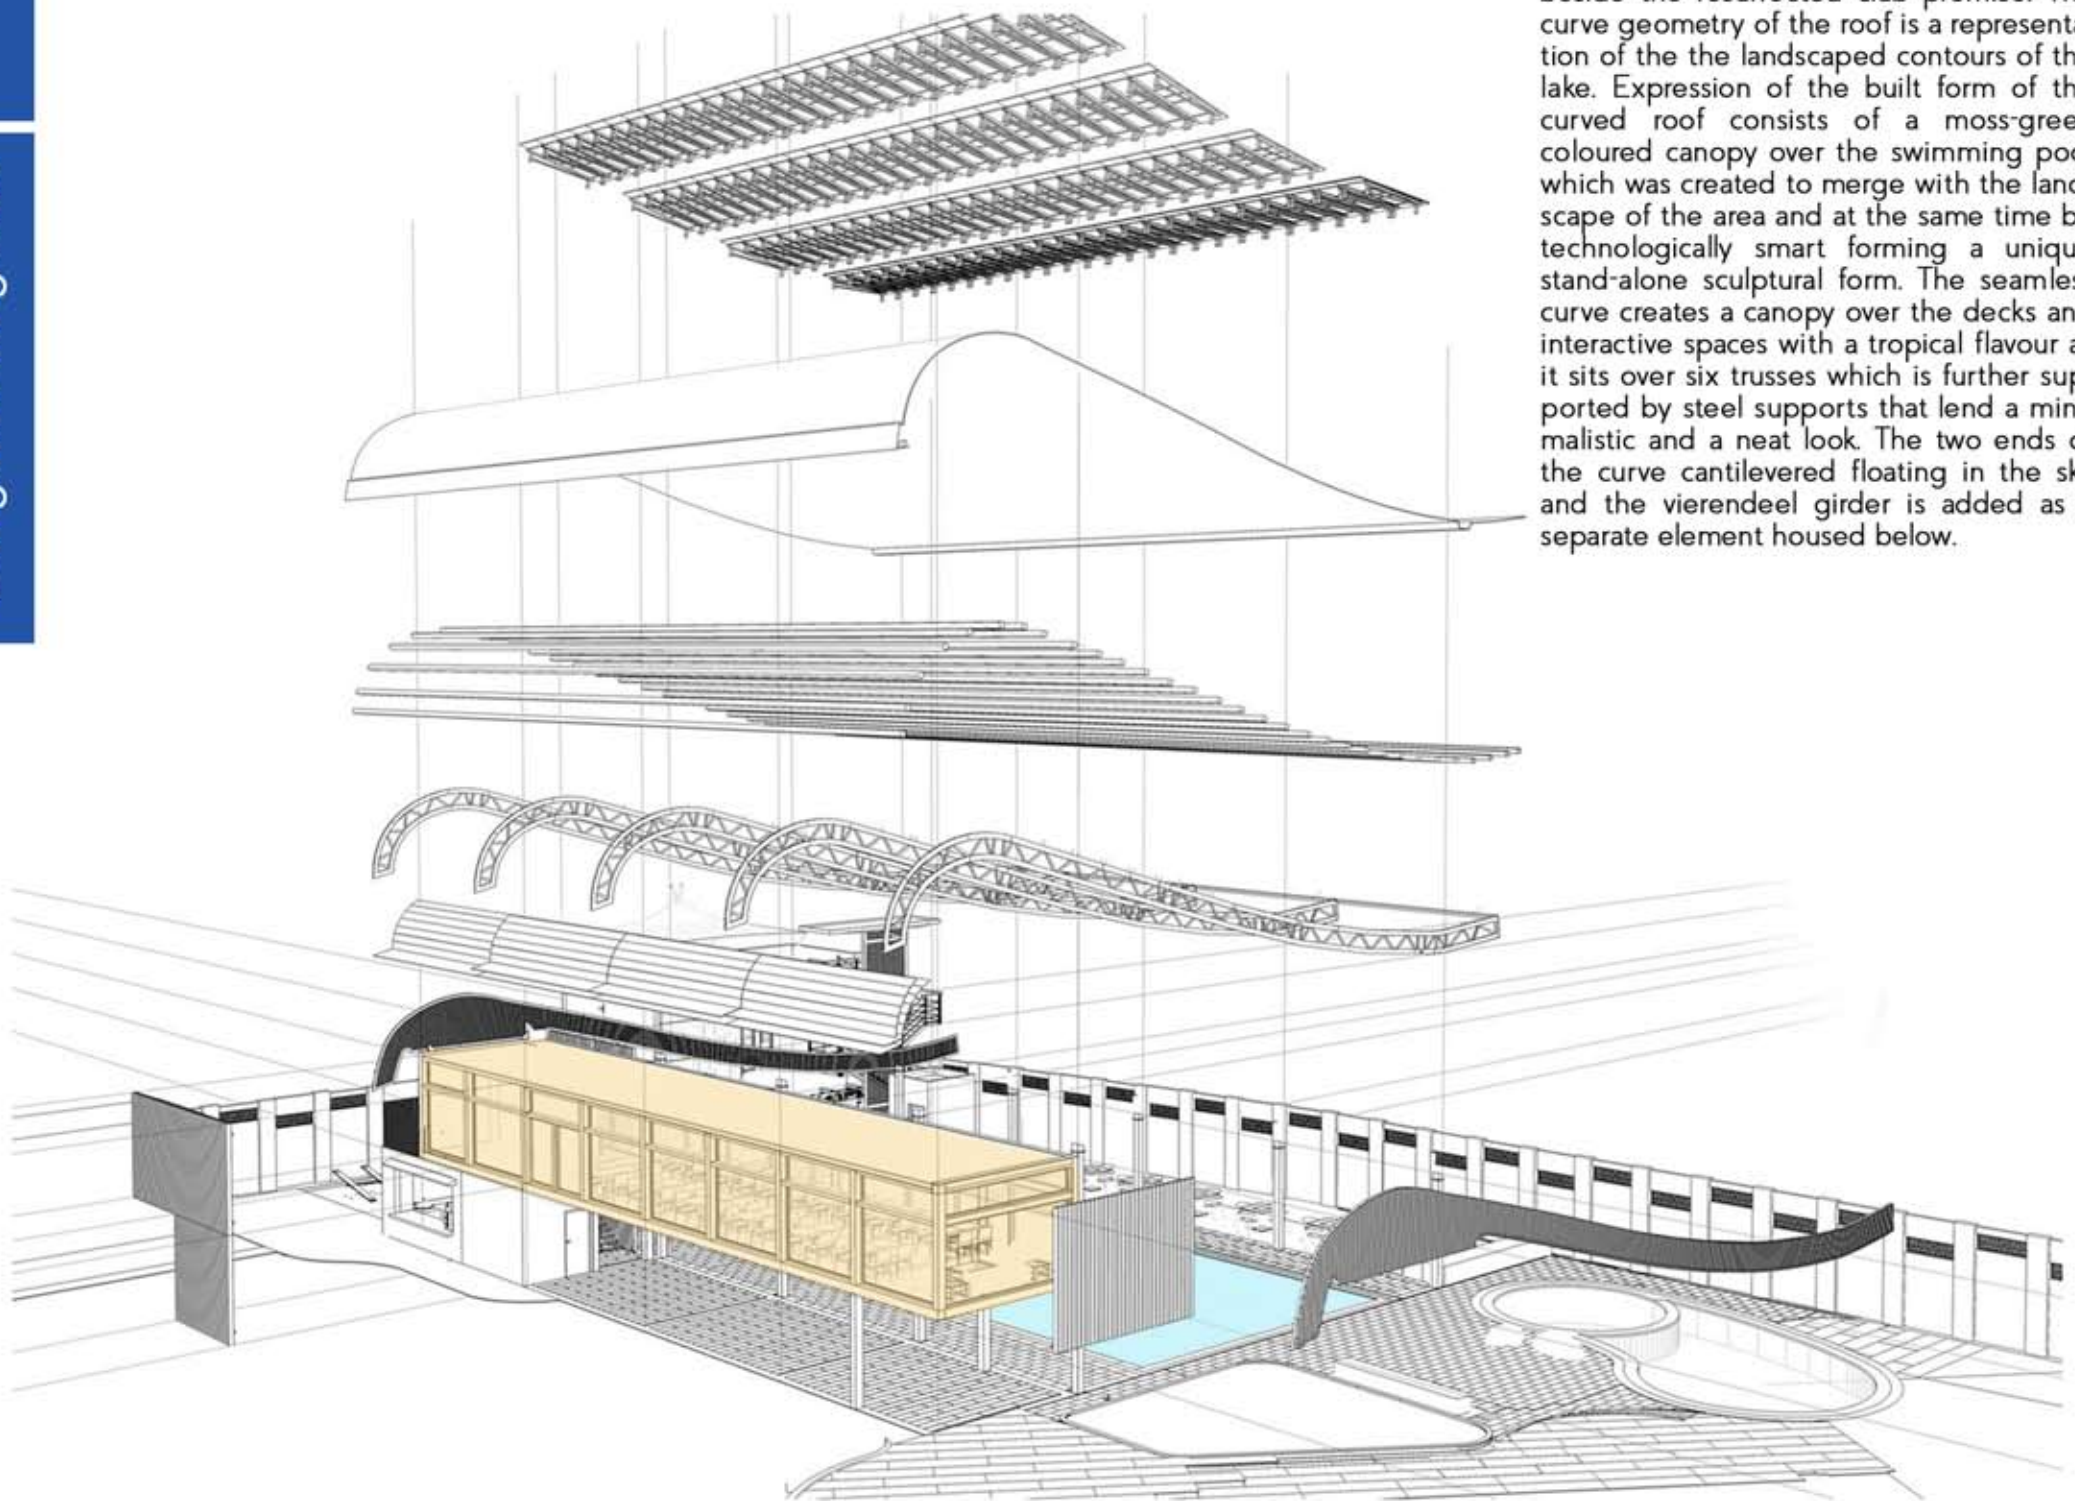 curve geometry of the roof is a representa
tion of the the landscaped contours of th
lake. Expression of the built form of th
curved roof consists of a moss-gree
coloured canopy over the swimming poo
which was created to merge with the land
scape of the area and at the same time b
technologically smart forming a uniqu
stand-alone sculptural form. The seamles
curve creates a canopy over the decks an
interactive spaces with a tropical flavour a
it sits over six trusses which is further sup
ported by steel supports that lend a min
malistic and a neat look. The two ends o
the curve cantilevered floating in the sk
and the vierendeel girder is added as
separate element housed below.